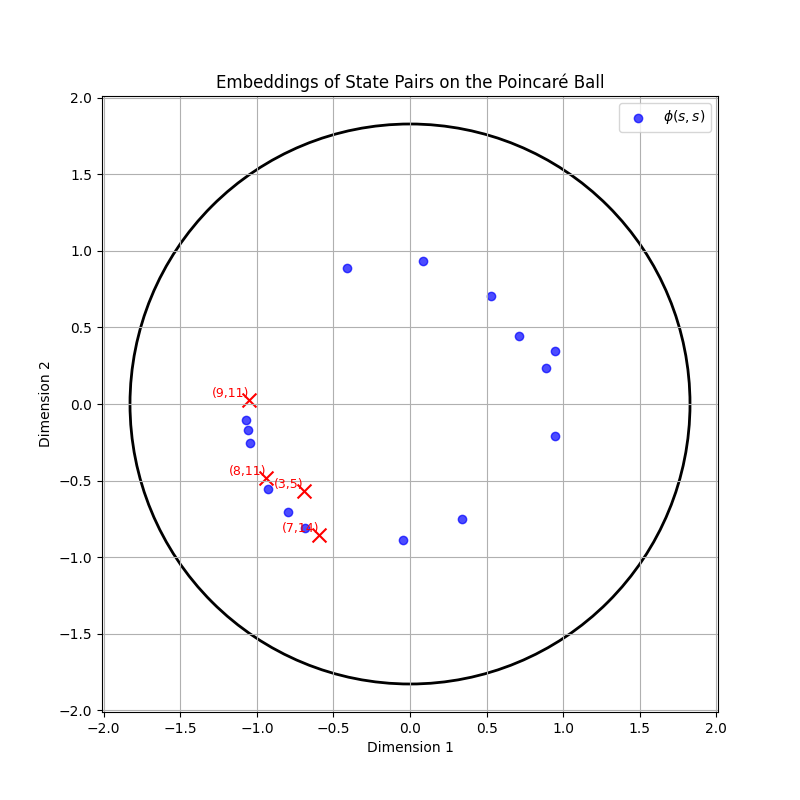 Embeddings of State Pairs on the Poincaré Ball
ϕ(s, s)
2.0
1.5
1.0
0.5
0.0
−0.5
−1.0
−1.5
−2.0
Dimension 2
(9,11)
(8,11)
(3,5)
(7,14)
−2.0 −1.5 −1.0 −0.5 0.0 0.5 1.0 1.5 2.0
Dimension 1